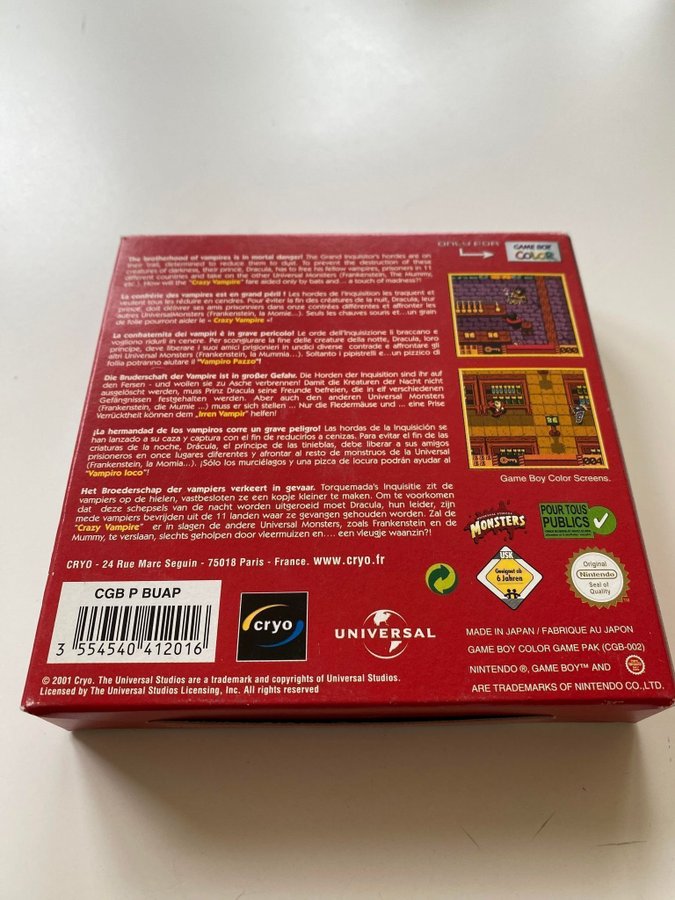 ONLY FOR
GAME BOY
COLOR
The brotherhood of vampires is in mortal danger! The Grand Inquisitor's hordes are on
their trail, determined to reduce them to dust. To prevent the destruction of these
creatures of darkness, their prince, Dracula, has to free his fellow vampires, prisoners in 11
different countries and take on the other Universal Monsters (Frankenstein, The Mummy,
etc.). How will the "Crazy Vampire" fare aided only by bats and... a touch of madness?!
La confrérie des vampires est en grand péril ! Les hordes de l'Inquisition les traquent et
veulent tous les réduire en cendres. Pour éviter la fin des créatures de la nuit, Dracula, leur
prince, doit délivrer ses amis prisonniers dans onze contrées différentes et affronter les
autres UniversalMonsters (Frankenstein, la Momie...). Seuls les chauves souris et...un grain
de folie pourront aider le « Crazy Vampire »!
La confraternita dei vampiri è in grave pericolo! Le orde dell'Inquisizione li braccano e
vogliono ridurli in cenere. Per scongiurare la fine delle creature della notte, Dracula, loro
principe, deve liberare i suoi amici prigionieri in undici diverse contrade e affrontare gli
altri Universal Monsters (Frankenstein, la Mummia...). Soltanto i pipistrelli e...un pizzico di
follia potranno aiutare il "Vampiro Pazzo"!
Die Bruderschaft der Vampire ist in großer Gefahr. Die Horden der Inquisition sind ihr auf
den Fersen - und wollen sie zu Asche verbrennen! Damit die Kreaturen der Nacht nicht
ausgelöscht werden, muss Prinz Dracula seine Freunde befreien, die in elf verschiedenen
Gefängnissen festgehalten werden. Aber auch den anderen Universal Monsters
(Frankenstein, die Mumie ...) muss er sich stellen ... Nur die Fledermäuse und ... eine Prise
Verrücktheit können dem „Irren Vampir" helfen!
¡La hermandad de los vampiros corre un grave peligro! Las hordas de la Inquisición se
han lanzado a su caza y captura con el fin de reducirlos a cenizas. Para evitar el fin de las
criaturas de la noche, Drácula, el príncipe de las tinieblas, debe liberar a sus amigos
prisioneros en once lugares diferentes y afrontar al resto de monstruos de la Universal
(Frankenstein, la Momia...). ¡Sólo los murciélagos y una pizca de locura podrán ayudar al
"Vampiro loco"!
Het Broederschap der vampiers verkeert in gevaar. Torquemada's Inquisitie zit de
vampiers op de hielen, vastbesloten ze een kopje kleiner te maken. Om te voorkomen
dat deze schepsels van de nacht worden uitgeroeid moet Dracula, hun leider, zijn
mede vampiers bevrijden uit de 11 landen waar ze gevangen gehouden worden. Zal de
"Crazy Vampire" er in slagen de andere Universal Monsters, zoals Frankenstein en de
Mummy, te verslaan, slechts geholpen door vleermuizen en.... een vleugje waanzin?!
000
004
Game Boy Color Screens.
MONSTERS
POUR TOUS
PUBLICS
USK
Geeignet ab
6 Jahren
Original
Nintendo
Seal of
Quality
CRYO - 24 Rue Marc Seguin - 75018 Paris - France. www.cryo.fr
CGB P BUAP
3 554540 412016
cryo
UNIVERSAL
MADE IN JAPAN / FABRIQUE AU JAPON
GAME BOY COLOR GAME PAK (CGB-002)
NINTENDO ®, GAME BOY™ AND
ARE TRADEMARKS OF NINTENDO CO.,LTD.
© 2001 Cryo. The Universal Studios are a trademark and copyrights of Universal Studios.
Licensed by The Universal Studios Licensing, Inc. All rights reserved